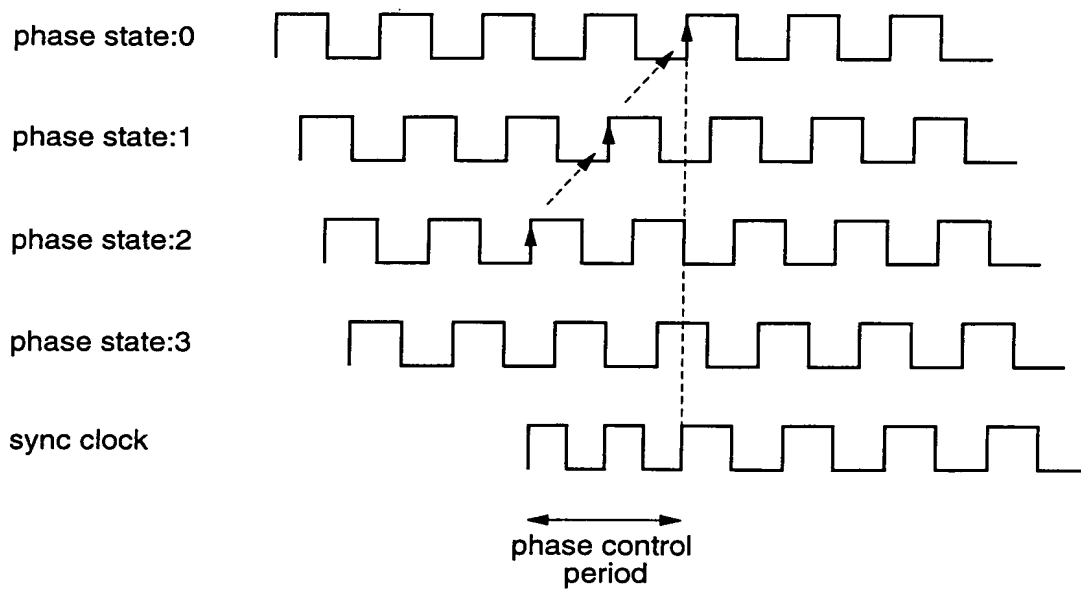 phase state:0
phase state:1
phase state:2
phase state:3
sync clock
phase control
period